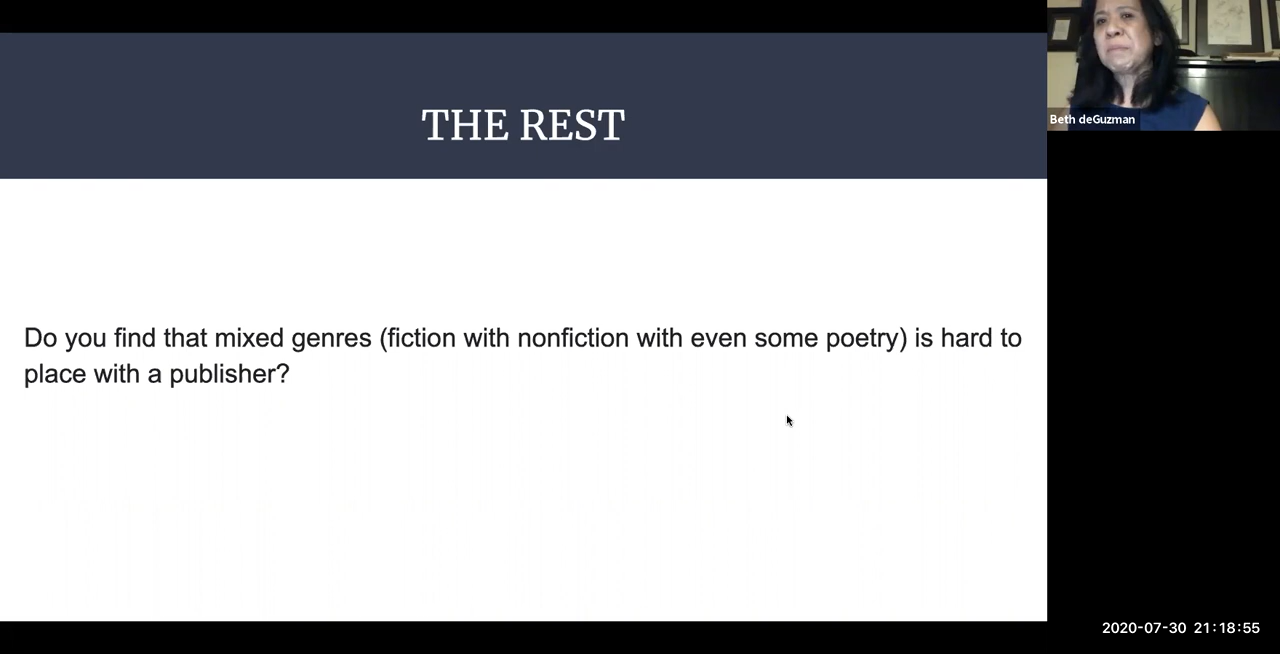 THE REST
Beth deGuzman
Do you find that mixed genres (fiction with nonfiction with even some poetry) is hard to
place with a publisher?
2020-07-30 21:18:55